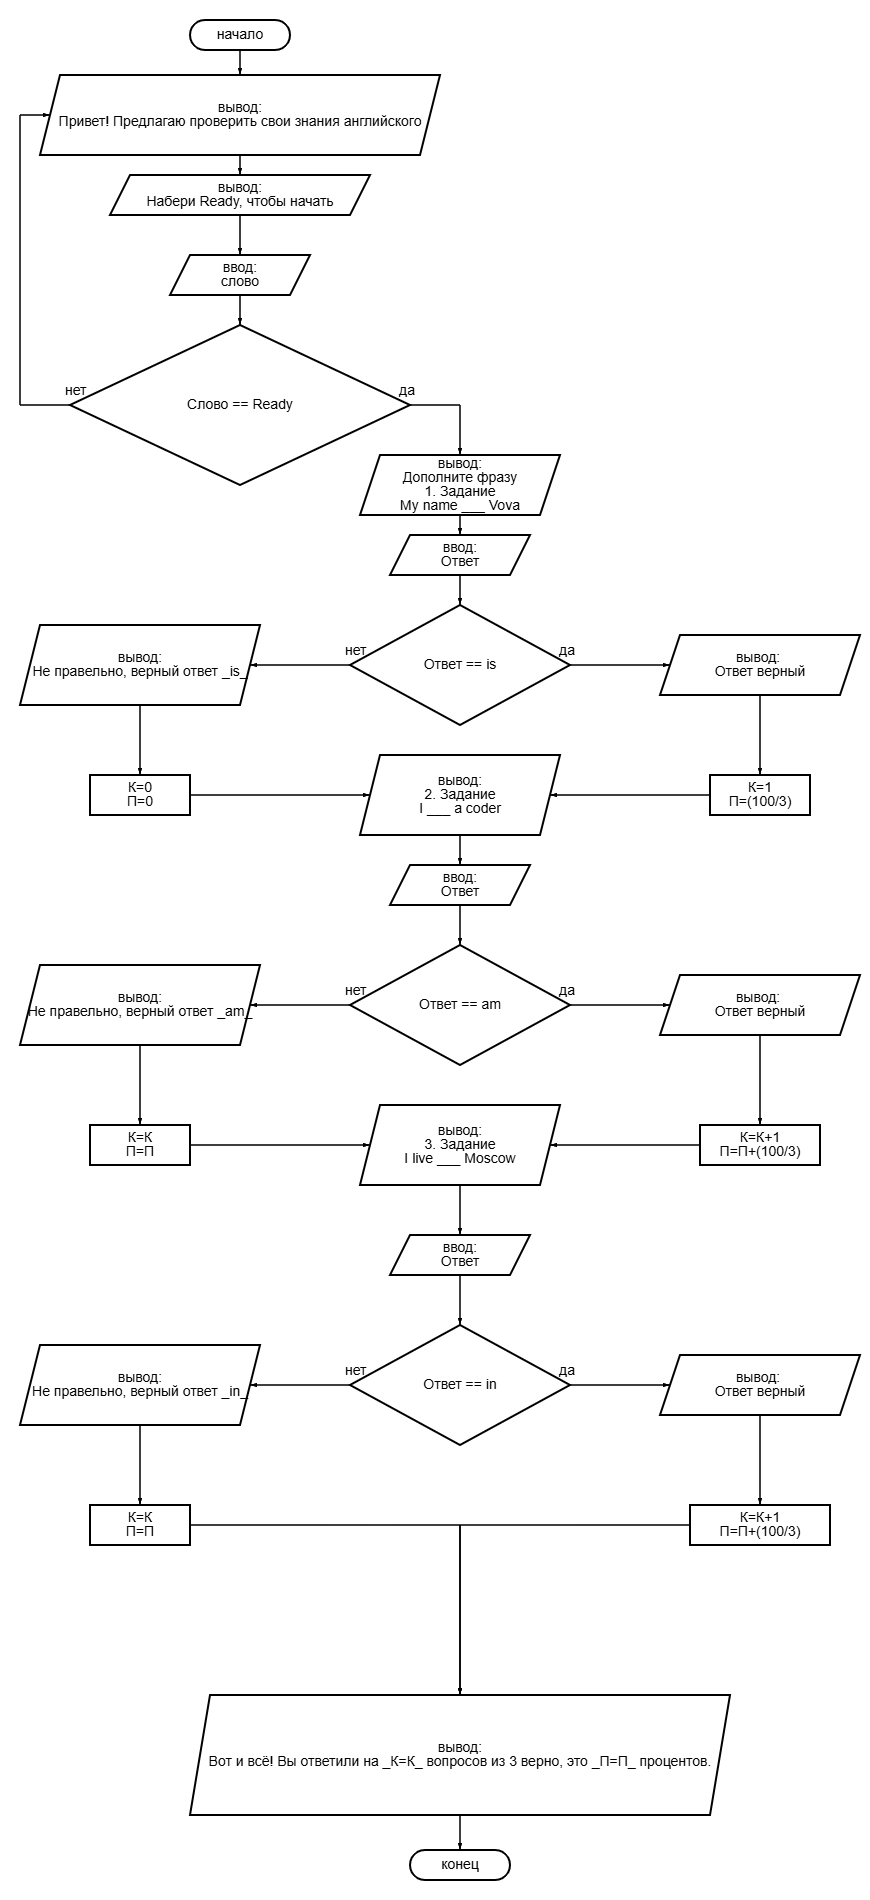 начало
вывод:
Привет! Предлагаю проверить свои знания английского
вывод:
Набери Ready, чтобы начать
ввод:
слово
нет
да
Слово == Ready
вывод:
Дополните фразу
1. Задание
My name ___ Vova
ввод:
Ответ
нет
да
Ответ == is
вывод:
Не правельно, верный ответ _is_
вывод:
Ответ верный
К=0
П=0
вывод:
2. Задание
I ___ a coder
К=1
П=(100/3)
ввод:
Ответ
нет
да
Ответ == am
вывод:
Не правельно, верный ответ _am_
вывод:
Ответ верный
К=К
П=П
вывод:
3. Задание
I live ___ Moscow
К=К+1
П=П+(100/3)
ввод:
Ответ
нет
да
Ответ == in
вывод:
Не правельно, верный ответ _in_
вывод:
Ответ верный
К=К
П=П
К=К+1
П=П+(100/3)
вывод:
Вот и всё! Вы ответили на _К=К_ вопросов из 3 верно, это _П=П_ процентов.
конец